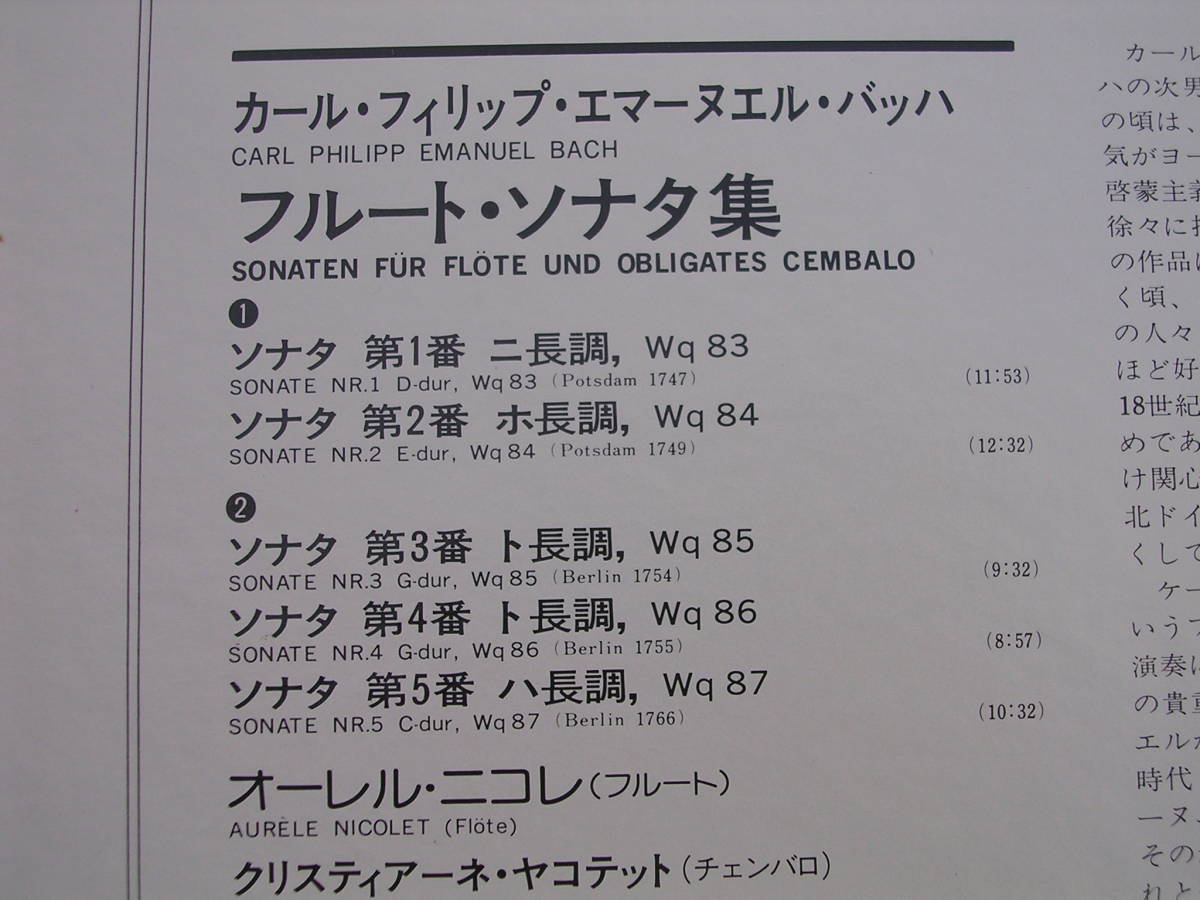 カール・フィリップ・エマーヌエル・バッハ
CARL PHILIPP EMANUEL BACH
フルート・ソナタ集
SONATEN FÜR FLÖTE UND OBLIGATES CEMBALO
❶
ソナタ 第1番 ニ長調, Wq 83
SONATE NR.1 D-dur, Wq 83 (Potsdam 1747) (11:53)
ソナタ 第2番 ホ長調, Wq 84
SONATE NR.2 E-dur, Wq 84 (Potsdam 1749) (12:32)
❷
ソナタ 第3番 ト長調, Wq 85
SONATE NR.3 G-dur, Wq 85 (Berlin 1754) (9:32)
ソナタ 第4番 ト長調, Wq 86
SONATE NR.4 G-dur, Wq 86 (Berlin 1755) (8:57)
ソナタ 第5番 ハ長調, Wq 87
SONATE NR.5 C-dur, Wq 87 (Berlin 1766) (10:32)
オーレル・ニコレ(フルート)
AURÈLE NICOLET (Flöte)
クリスティアーネ・ヤコテット(チェンバロ)
カール
ハの次男
の頃は、
気がヨー
啓蒙主義
徐々に
の作品
く頃、
の人々
ほど好
18世紀
めであ
け関心
北ドイ
くして
ケー
いう
演奏に
の貴重
エルが
時代
ーヌ
その
れと